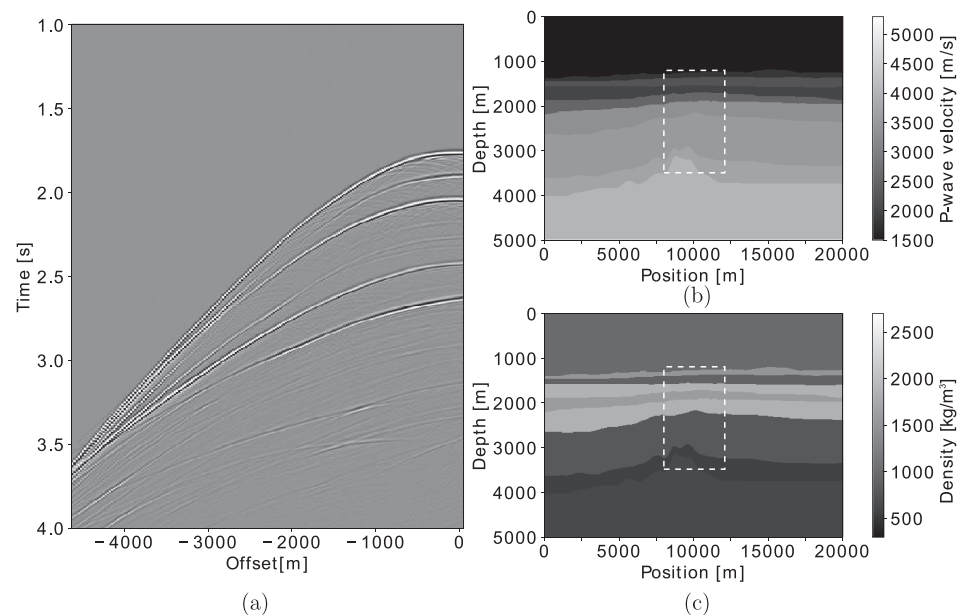 1.0
1.5
2.0
2.5
3.0
3.5
4.0
Time [s]
−4000 −3000 −2000 −1000 0
Offset[m]
(a)
0
1000
2000
3000
4000
5000
Depth [m]
0 5000 10000 15000 20000
Position [m]
(b)
5000
4500
4000
3500
3000
2500
2000
1500
P-wave velocity [m/s]
0
1000
2000
3000
4000
5000
Depth [m]
0 5000 10000 15000 20000
Position [m]
(c)
2500
2000
1500
1000
500
Density [kg/m³]